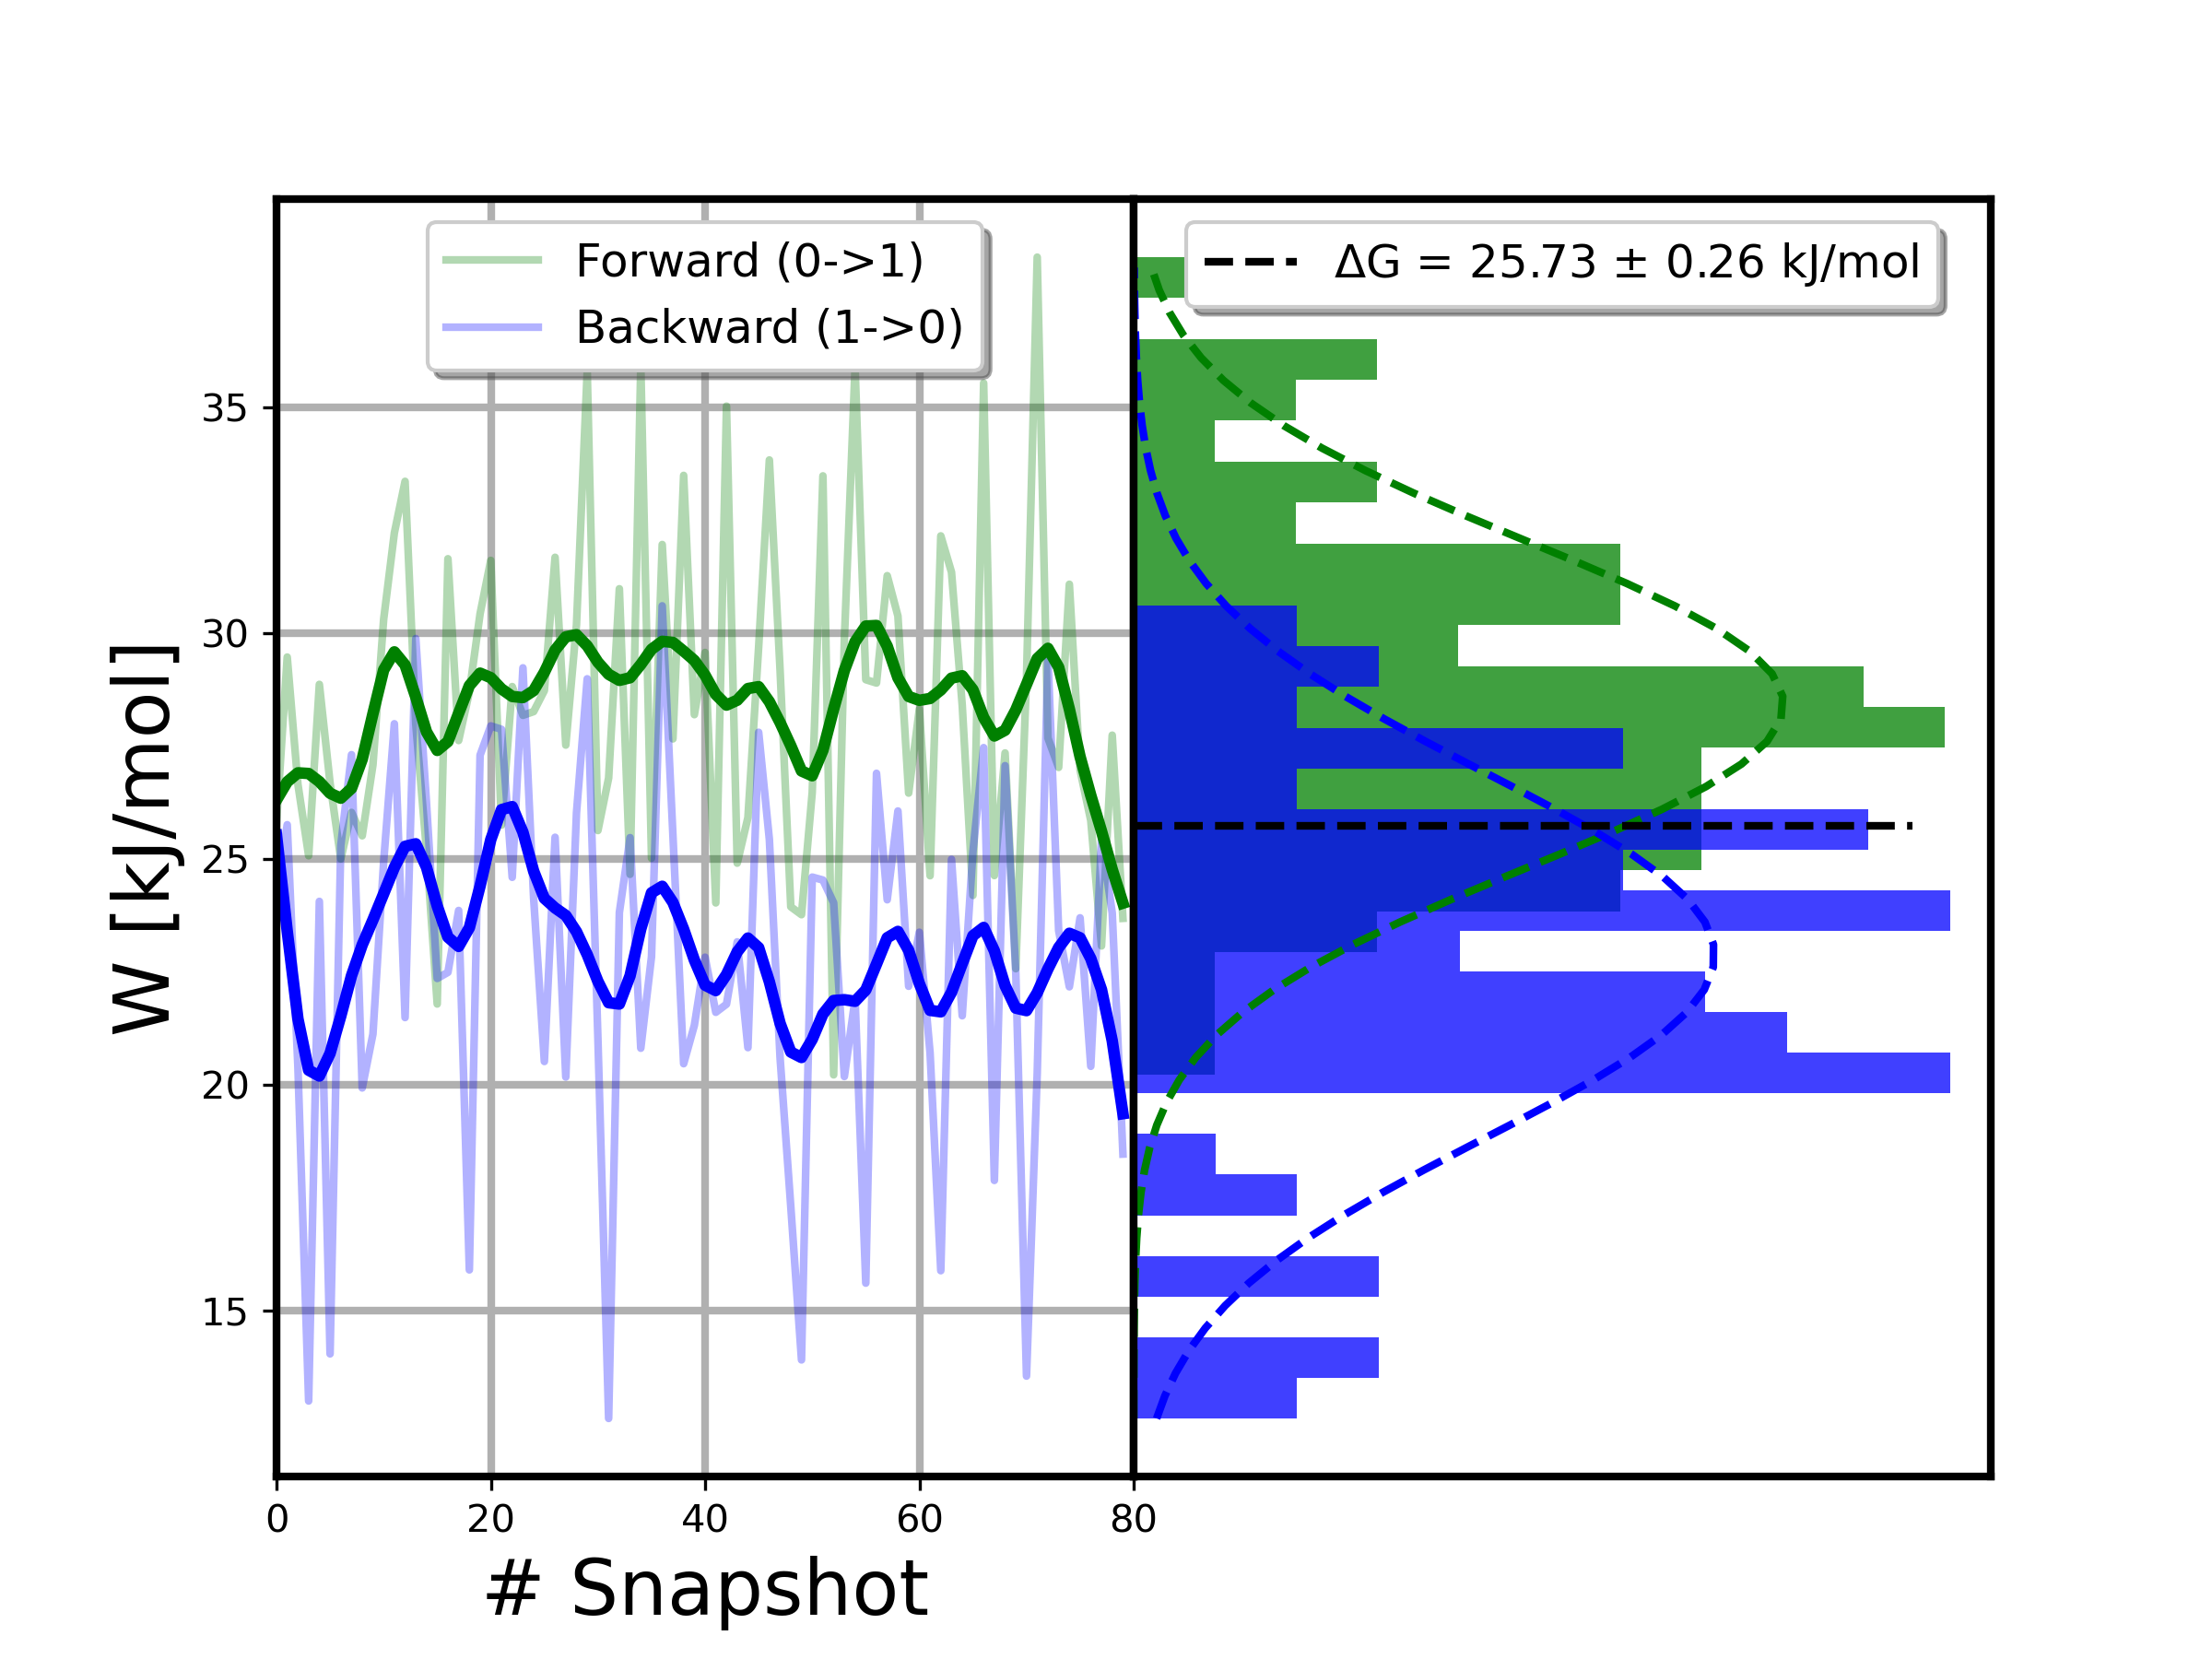 Forward (0->1)
Backward (1->0)
ΔG = 25.73 ± 0.26 kJ/mol
W [kJ/mol]
35
30
25
20
15
0 20 40 60 80
# Snapshot